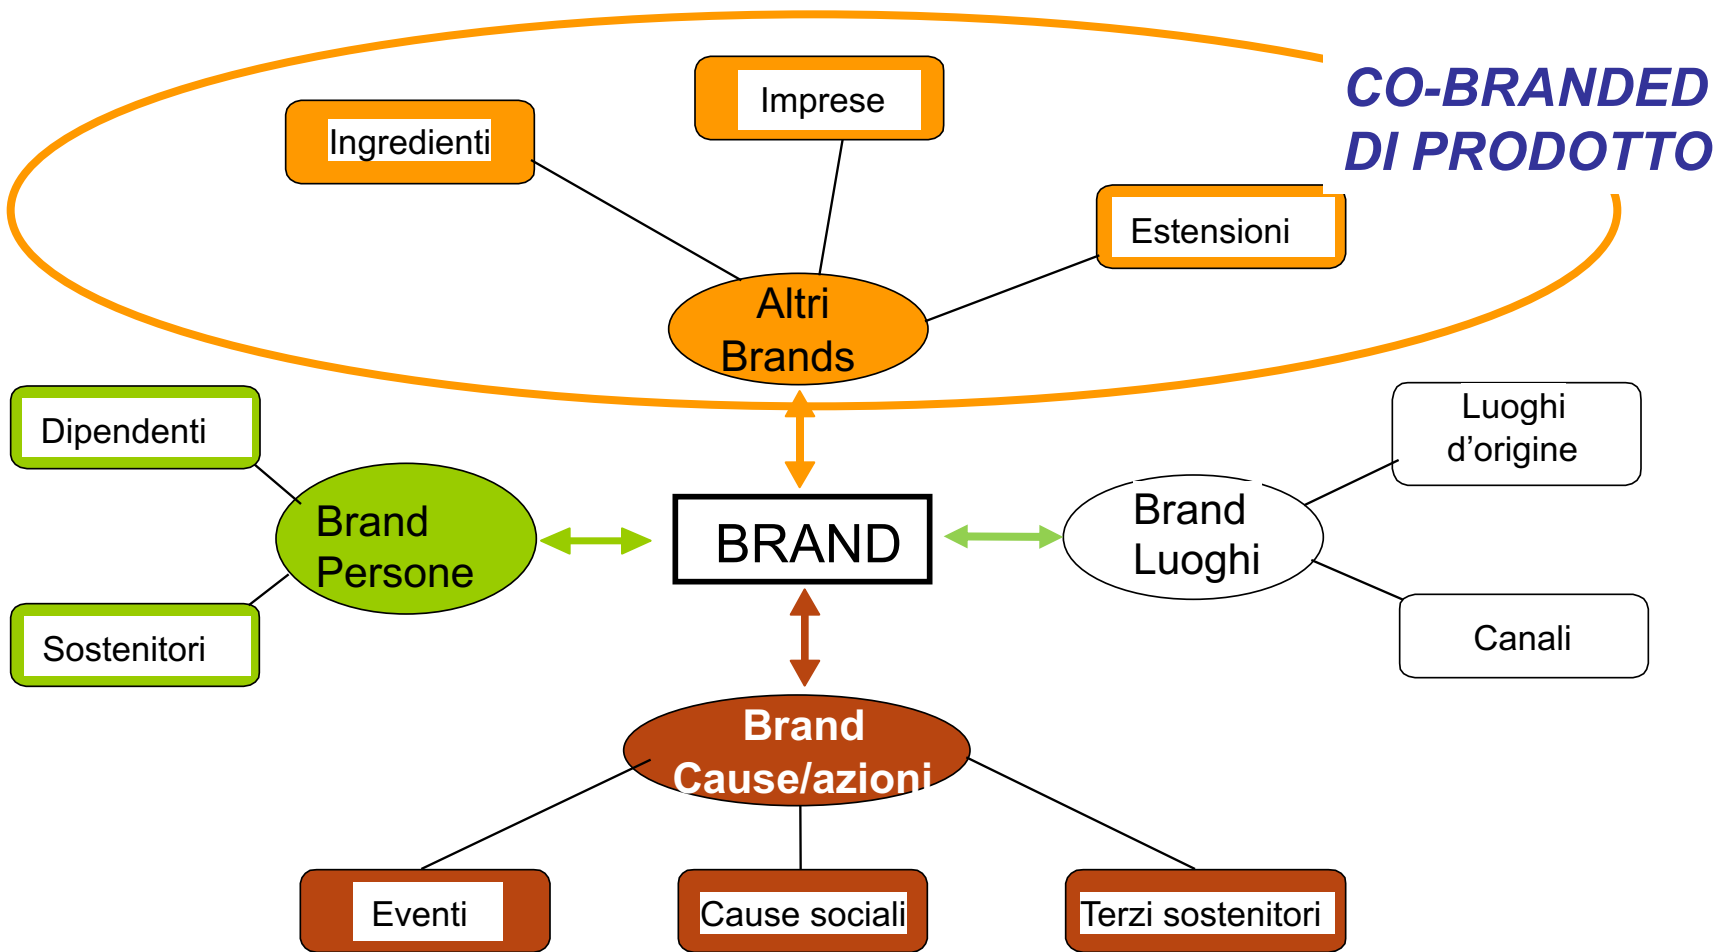 CO-BRANDED
DI PRODOTTO
Imprese
Ingredienti
Estensioni
Altri
Brands
Dipendenti
Luoghi
d’origine
Brand
Persone
BRAND
Brand
Luoghi
Sostenitori
Canali
Brand
Cause/azioni
Eventi
Cause sociali
Terzi sostenitori